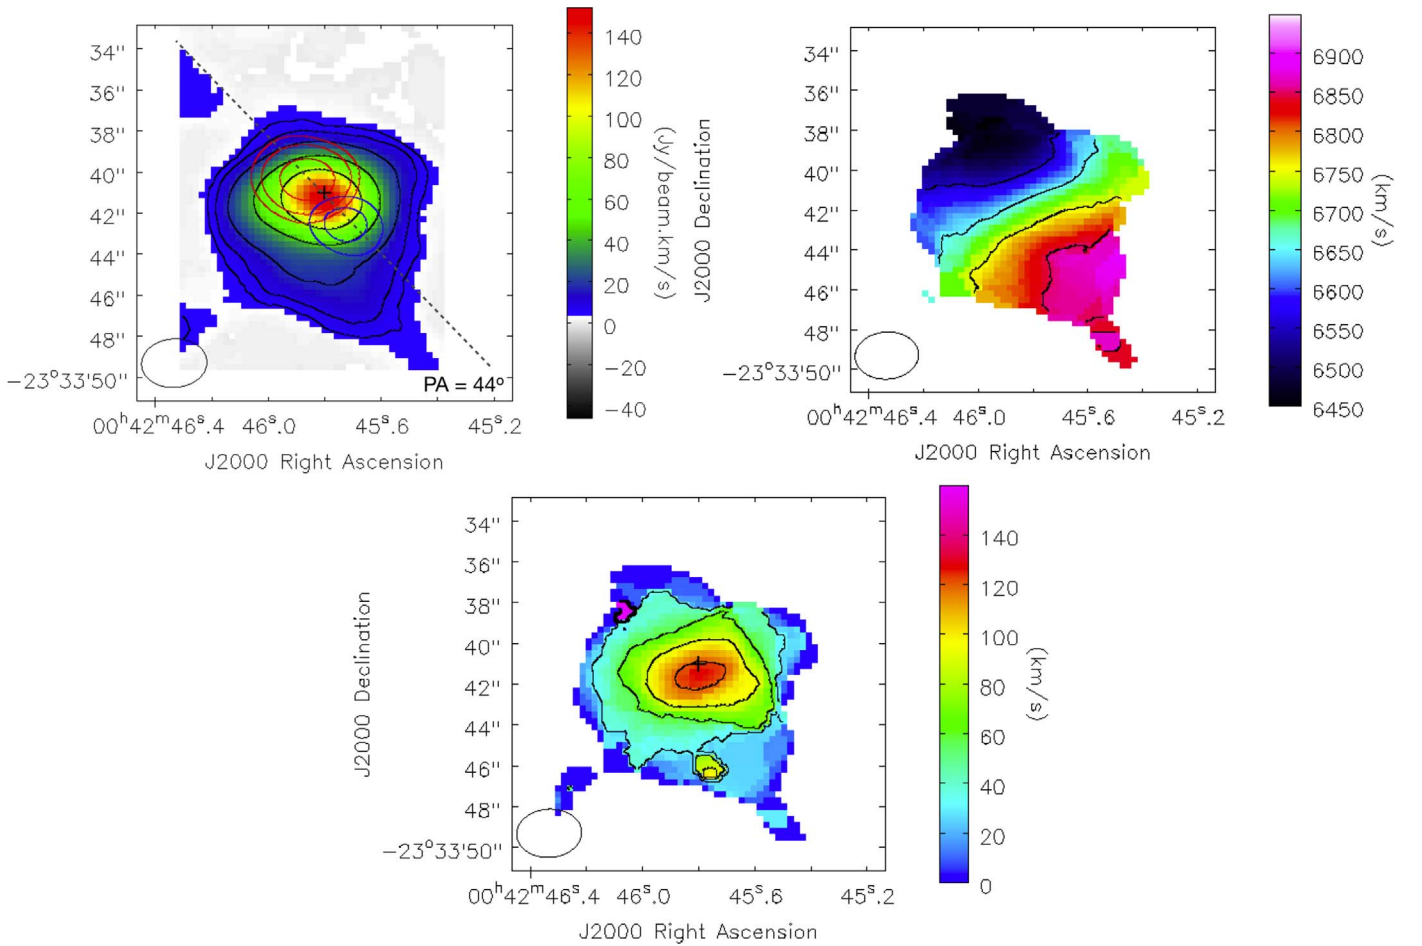 34"
36"
38"
40"
42"
44"
46"
48"
−23°33'50"
00ʰ42ᵐ46ˢ.4
46ˢ.0
45ˢ.6
45ˢ.2
J2000 Right Ascension
PA = 44º
140
120
100
80
60
40
20
0
−20
−40
(Jy/beam.km/s)
J2000 Declination
34"
36"
38"
40"
42"
44"
46"
48"
−23°33'50"
00ʰ42ᵐ46ˢ.4
46ˢ.0
45ˢ.6
45ˢ.2
J2000 Right Ascension
6900
6850
6800
6750
6700
6650
6600
6550
6500
6450
(km/s)
J2000 Declination
34"
36"
38"
40"
42"
44"
46"
48"
−23°33'50"
00ʰ42ᵐ46ˢ.4
46ˢ.0
45ˢ.6
45ˢ.2
J2000 Right Ascension
140
120
100
80
60
40
20
0
(km/s)